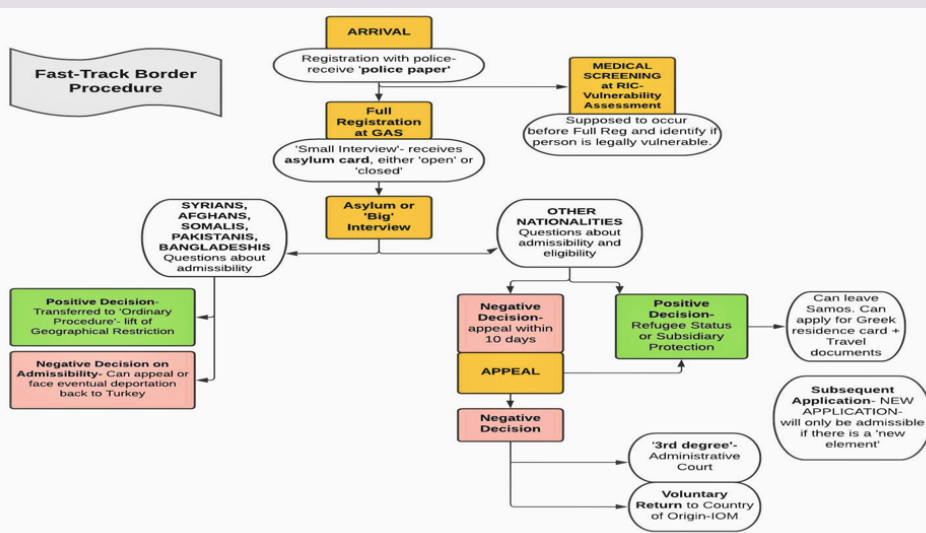 Fast-Track Border
Procedure
ARRIVAL
Registration with police-
receive 'police paper'
MEDICAL
SCREENING
at RIC-
Vulnerability
Assessment
Supposed to occur
before Full Reg and identify if
person is legally vulnerable.
Full
Registration
at GAS
'Small Interview'- receives
asylum card, either 'open' or
'closed'
Asylum or
'Big'
Interview
SYRIANS,
AFGHANS,
SOMALIS,
PAKISTANIS,
BANGLADESHIS
Questions about
admissibility
OTHER
NATIONALITIES
Questions about
admissibility and
eligibility
Positive Decision-
Transferred to 'Ordinary
Procedure'- lift of
Geographical Restriction
Negative Decision on
Admissibility- Can appeal or
face eventual deportation
back to Turkey
Negative
Decision-
appeal within
10 days
Positive
Decision-
Refugee Status
or Subsidiary
Protection
Can leave
Samos. Can
apply for Greek
residence card +
Travel
documents
APPEAL
Negative
Decision
Subsequent
Application- NEW
APPLICATION-
will only be admissible
if there is a 'new
element'
'3rd degree'-
Administrative
Court
Voluntary
Return to Country
of Origin-IOM